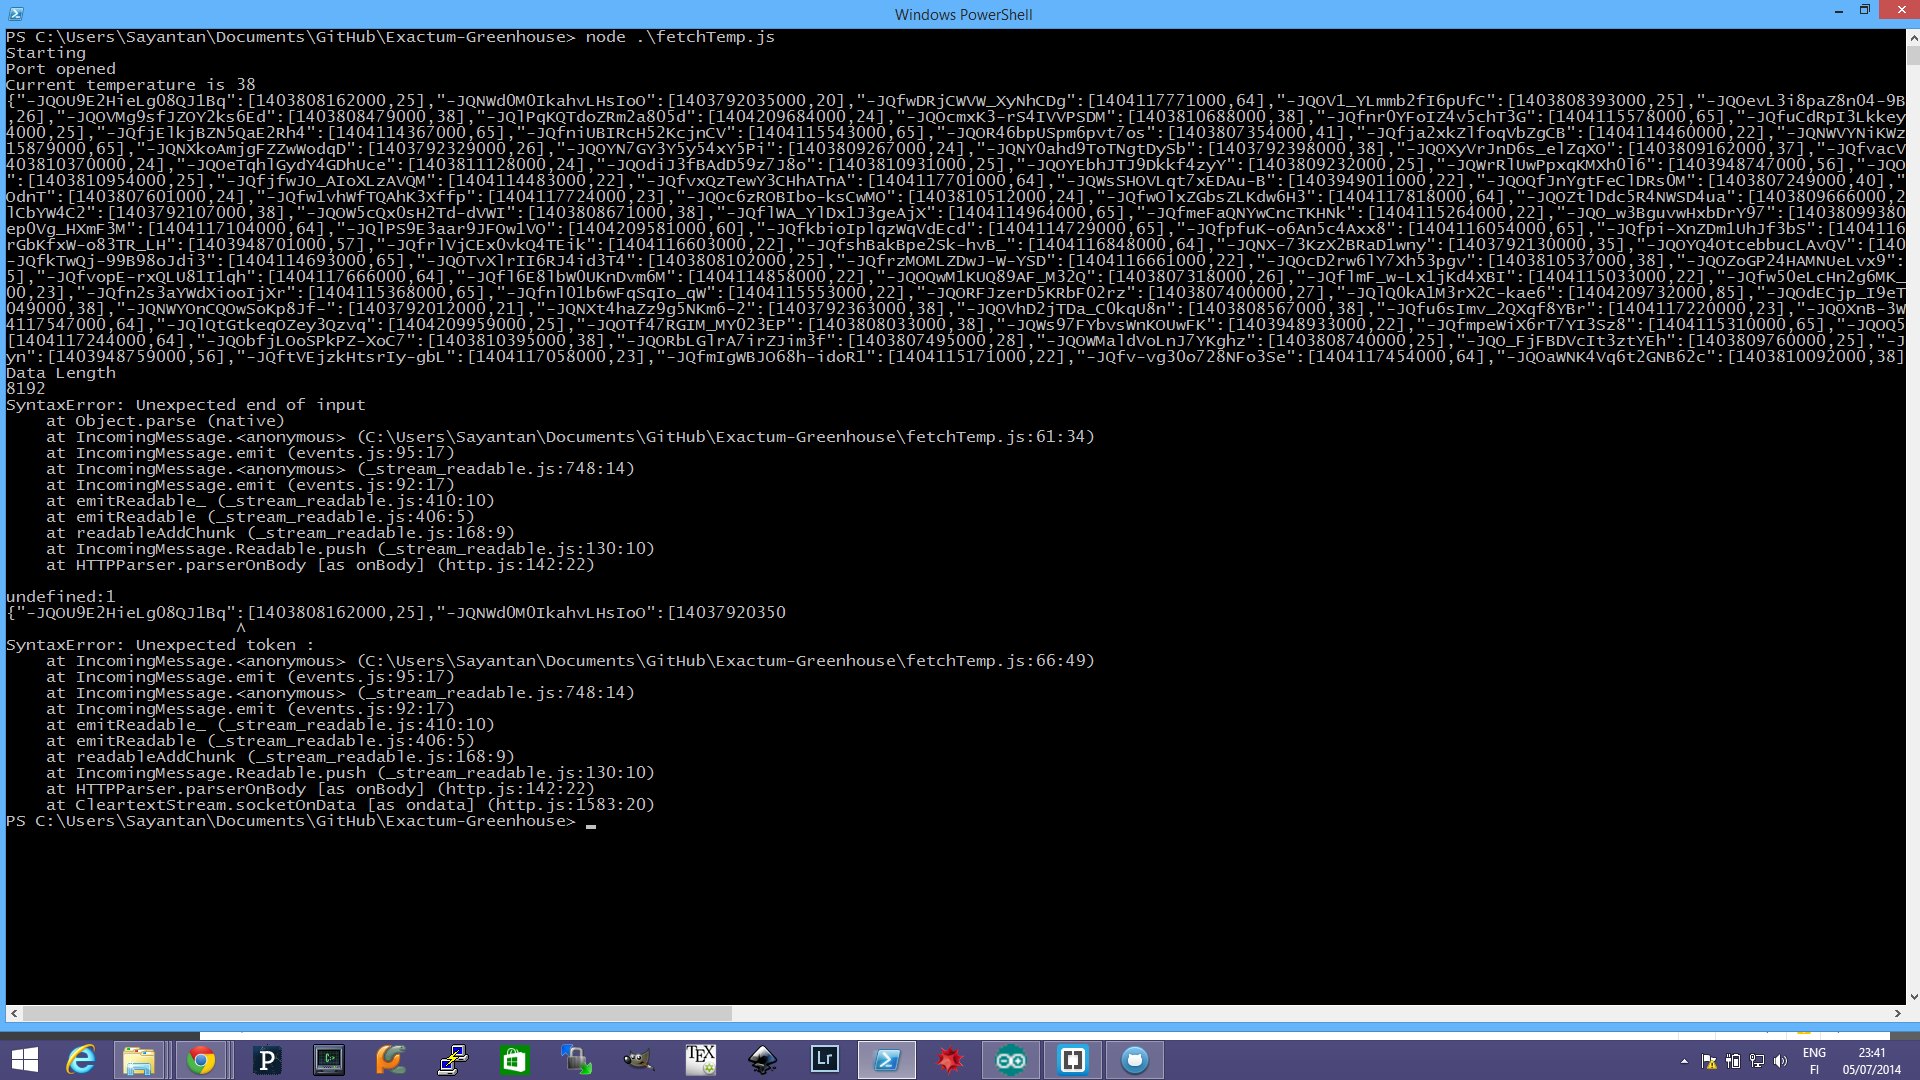 Windows PowerShell
PS C:\Users\Sayantan\Documents\GitHub\Exactum-Greenhouse> node .\fetchTemp.js
Starting
Port opened
Current temperature is 38
{"-JQOU9E2HieLg08QJ1Bq":[1403808162000,25],"-JQNWd0M0IkahvLHsIoO":[1403792035000,20],"-JQfwDRjCWVW_XyNhCDg":[1404117771000,64],"-JQOV1_YLmmb2fI6pUfC":[1403808393000,25],"-JQOevL3i8paZ8nO4-9B
,26],"-JQOVMg9sfJZOY2ks6Ed":[1403808479000,38],"-JQlPqKQTdoZRm2a805d":[1404209684000,24],"-JQOcmxK3-rS4IVVPSDM":[1403810688000,38],"-JQfnr0YFoIZ4v5chT3G":[1404115578000,65],"-JQfuCdRpI3Lkkey
4000,25],"-JQfjElkjBZN5QaE2Rh4":[1404114367000,65],"-JQfniUBIRcH52KcjnCV":[1404115543000,65],"-JQOR46bpUSpm6pvt7os":[1403807354000,41],"-JQfja2xkZlfoqVbZgCB":[1404114460000,22],"-JQNWVYNiKWz
15879000,65],"-JQNXkoAmjgFZZwWodqD":[1403792329000,26],"-JQOYN7GY3Y5y54xY5Pi":[1403809267000,24],"-JQNY0ahd9ToTNgtDySb":[1403792398000,38],"-JQOXyVrJnD6s_elZqXO":[1403809162000,37],"-JQfvacV
403810370000,24],"-JQOeTqhlGydY4GDhUce":[1403811128000,24],"-JQOdiJ3fBAdD59z7J8o":[1403810931000,25],"-JQOYEbhJTJ9Dkkf4zyY":[1403809232000,25],"-JQWrRlUwPpxqKMXh0l6":[1403948747000,56],"-JQO
":[1403810954000,25],"-JQfjfwJO_AIoXLzAVQM":[1404114483000,22],"-JQfvxQzTewY3CHhATnA":[1404117701000,64],"-JQWsSHOVLqt7xEDAu-B":[1403949011000,22],"-JQOQfJnYgtFeClDRs0M":[1403807249000,40],"
OdnT":[1403807601000,24],"-JQfw1vhWfTQAhK3Xffp":[1404117724000,23],"-JQOc6zROBIbo-ksCwMO":[1403810512000,24],"-JQfwOlxZGbsZLKdw6H3":[1404117818000,64],"-JQOZtlDdc5R4NWSD4ua":[1403809666000,2
lCbYW4C2":[1403792107000,38],"-JQOW5cQx0sH2Td-dVWI":[1403808671000,38],"-JQflWA_YlDx1J3geAjX":[1404114964000,65],"-JQfmeFaQNYwCncTKHNk":[1404115264000,22],"-JQO_w3BguvwHxbDrY97":[14038099380
ep0Vg_HXmF3M":[1404117104000,64],"-JQlPS9E3aar9JFOw1VO":[1404209581000,60],"-JQfkbioIplqzWqVdEcd":[1404114729000,65],"-JQfpfuK-o6An5c4Axx8":[1404116054000,65],"-JQfpi-XnZDm1UhJf3bS":[1404116
rGbKfxW-o83TR_LH":[1403948701000,57],"-JQfrlVjCEx0vkQ4TEik":[1404116603000,22],"-JQfshBakBpe2Sk-hvB_":[1404116848000,64],"-JQNX-73KzX2BRaD1wny":[1403792130000,35],"-JQOYQ4OtcebbucLAvQV":[140
-JQfkTwQj-99B98oJdi3":[1404114693000,65],"-JQOTvXlrII6RJ4id3T4":[1403808102000,25],"-JQfrzMOMLZDwJ-W-YSD":[1404116661000,22],"-JQOcD2rw6lY7Xh53pgv":[1403810537000,38],"-JQOZoGP24HAMNUeLvx9":
5],"-JQfvopE-rxQLU81I1qh":[1404117666000,64],"-JQfl6E8lbW0UKnDvm6M":[1404114858000,22],"-JQOQwM1KUQ89AF_M32Q":[1403807318000,26],"-JQflmF_w-Lx1jKd4XBI":[1404115033000,22],"-JQfw50eLcHn2g6MK_
00,23],"-JQfn2s3aYWdXiooIjXr":[1404115368000,65],"-JQfnl01b6wFqSqIo_qW":[1404115553000,22],"-JQORFJzerD5KRbF02rz":[1403807400000,27],"-JQlQ0kAlM3rX2C-kae6":[1404209732000,85],"-JQOdECjp_I9eT
049000,38],"-JQNWYOnCQOwSoKp8Jf-":[1403792012000,21],"-JQNXt4haZz9g5NKm6-2":[1403792363000,38],"-JQOVhD2jTDa_C0kqU8n":[1403808567000,38],"-JQfu6sImv_2QXqf8YBr":[1404117220000,23],"-JQOXnB-3W
4117547000,64],"-JQlQtGtkeqOZey3Qzvq":[1404209959000,25],"-JQOTf47RGIM_MY023EP":[1403808033000,38],"-JQWs97FYbvsWnKOUwFK":[1403948933000,22],"-JQfmpeWiX6rT7YI3Sz8":[1404115310000,65],"-JQOQ5
[1404117244000,64],"-JQObfjLOoSPkPZ-XoC7":[1403810395000,38],"-JQORbLGlrA7irZJim3f":[1403807495000,28],"-JQOWMaldVoLnJ7YKghz":[1403808740000,25],"-JQO_FjFBDVcIt3ztYEh":[1403809760000,25],"-J
yn":[1403948759000,56],"-JQftVEjzkHtsrIy-gbL":[1404117058000,23],"-JQfmIgWBJO68h-idoR1":[1404115171000,22],"-JQfv-vg30o728NFo3Se":[1404117454000,64],"-JQOaWNK4Vq6t2GNB62c":[1403810092000,38]
Data Length
8192
SyntaxError: Unexpected end of input
at Object.parse (native)
at IncomingMessage.<anonymous> (C:\Users\Sayantan\Documents\GitHub\Exactum-Greenhouse\fetchTemp.js:61:34)
at IncomingMessage.emit (events.js:95:17)
at IncomingMessage.<anonymous> (_stream_readable.js:748:14)
at IncomingMessage.emit (events.js:92:17)
at emitReadable_ (_stream_readable.js:410:10)
at emitReadable (_stream_readable.js:406:5)
at readableAddChunk (_stream_readable.js:168:9)
at IncomingMessage.Readable.push (_stream_readable.js:130:10)
at HTTPParser.parserOnBody [as onBody] (http.js:142:22)
undefined:1
{"-JQOU9E2HieLg08QJ1Bq":[1403808162000,25],"-JQNWd0M0IkahvLHsIoO":[14037920350
^
SyntaxError: Unexpected token :
at IncomingMessage.<anonymous> (C:\Users\Sayantan\Documents\GitHub\Exactum-Greenhouse\fetchTemp.js:66:49)
at IncomingMessage.emit (events.js:95:17)
at IncomingMessage.<anonymous> (_stream_readable.js:748:14)
at IncomingMessage.emit (events.js:92:17)
at emitReadable_ (_stream_readable.js:410:10)
at emitReadable (_stream_readable.js:406:5)
at readableAddChunk (_stream_readable.js:168:9)
at IncomingMessage.Readable.push (_stream_readable.js:130:10)
at HTTPParser.parserOnBody [as onBody] (http.js:142:22)
at CleartextStream.socketOnData [as ondata] (http.js:1583:20)
PS C:\Users\Sayantan\Documents\GitHub\Exactum-Greenhouse>
P
TEX
Lr
ENG
FI
23:41
05/07/2014